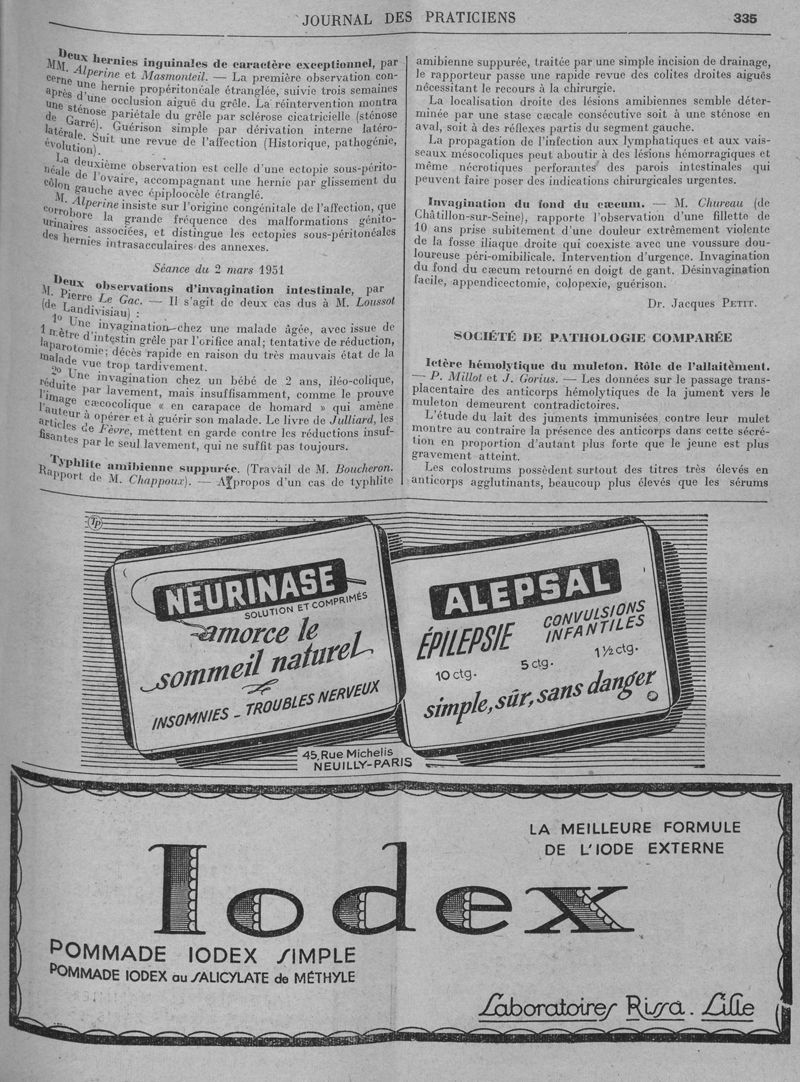 JOURNAL DES PRATICIENS
335
Deux hernies inguinales de caractère exceptionnel, par
MM. Alperine et Masmonteil. — La première observation con-
cerne une hernie propéritonéale étranglée, suivie trois semaines
après d'une occlusion aiguë du grêle. La réintervention montra
une sténose pariétale du grêle par sclérose cicatricielle (sténose
de Garré). Guérison simple par dérivation interne latéro-
latérale. Suit une revue de l'affection (Historique, pathogénie,
évolution).
La deuxième observation est celle d'une ectopie sous-périto-
néale de l'ovaire, accompagnant une hernie par glissement du
côlon gauche avec épiploocèle étranglé.
M. Alperine insiste sur l'origine congénitale de l'affection, que
corrobore la grande fréquence des malformations génito-
urinaires associées, et distingue les ectopies sous-péritonéales
des hernies intrasacculaires des annexes.
Séance du 2 mars 1951
Deux observations d'invagination intestinale, par
M. Pierre Le Gac. — Il s'agit de deux cas dus à M. Loussot
(de Landivisiau) :
1º Une invagination chez une malade âgée, avec issue de
1 mètre d'intestin grêle par l'orifice anal; tentative de réduction,
laparotomie; décès rapide en raison du très mauvais état de la
malade vue trop tardivement.
2º Une invagination chez un bébé de 2 ans, iléo-colique,
réduite par lavement, mais insuffisamment, comme le prouve
l'image cæcocolique « en carapace de homard » qui amène
l'auteur à opérer et à guérir son malade. Le livre de Julliard, les
articles de Fèvre, mettent en garde contre les réductions insuf-
fisantes par le seul lavement, qui ne suffit pas toujours.
Typhlite amibienne suppurée. (Travail de M. Boucheron.
Rapport de M. Chappoux). — A propos d'un cas de typhlite
amibienne suppurée, traitée par une simple incision de drainage,
le rapporteur passe une rapide revue des colites droites aiguës
nécessitant le recours à la chirurgie.
La localisation droite des lésions amibiennes semble déter-
minée par une stase cæcale consécutive soit à une sténose en
aval, soit à des réflexes partis du segment gauche.
La propagation de l'infection aux lymphatiques et aux vais-
seaux mésocoliques peut aboutir à des lésions hémorragiques et
même nécrotiques perforantes des parois intestinales qui
peuvent faire poser des indications chirurgicales urgentes.
Invagination du fond du cæcum. — M. Chureau (de
Châtillon-sur-Seine), rapporte l'observation d'une fillette de
10 ans prise subitement d'une douleur extrêmement violente
de la fosse iliaque droite qui coexiste avec une voussure dou-
loureuse péri-omibilicale. Intervention d'urgence. Invagination
du fond du cæcum retourné en doigt de gant. Désinvagination
facile, appendicectomie, colopexie, guérison.
Dr. Jacques PETIT.
SOCIÉTÉ DE PATHOLOGIE COMPARÉE
Ictère hémolytique du muleton. Rôle de l'allaitement.
— P. Millot et J. Gorius. — Les données sur le passage trans-
placentaire des anticorps hémolytiques de la jument vers le
muleton demeurent contradictoires.
L'étude du lait des juments immunisées contre leur mulet
montre au contraire la présence des anticorps dans cette sécré-
tion en proportion d'autant plus forte que le jeune est plus
gravement atteint.
Les colostrums possèdent surtout des titres très élevés en
anticorps agglutinants, beaucoup plus élevés que les sérums
NEURINASE
SOLUTION ET COMPRIMÉS
amorce le
sommeil naturel
INSOMNIES - TROUBLES NERVEUX
ALEPSAL
ÉPILEPSIE
CONVULSIONS
INFANTILES
10 ctg.
5 ctg.
1 ½ ctg.
simple, sûr, sans danger
45, Rue Michelis
NEUILLY-PARIS
LA MEILLEURE FORMULE
DE L'IODE EXTERNE
Iodex
POMMADE IODEX SIMPLE
POMMADE IODEX au SALICYLATE de MÉTHYLE
Laboratoires Rissa. Lille